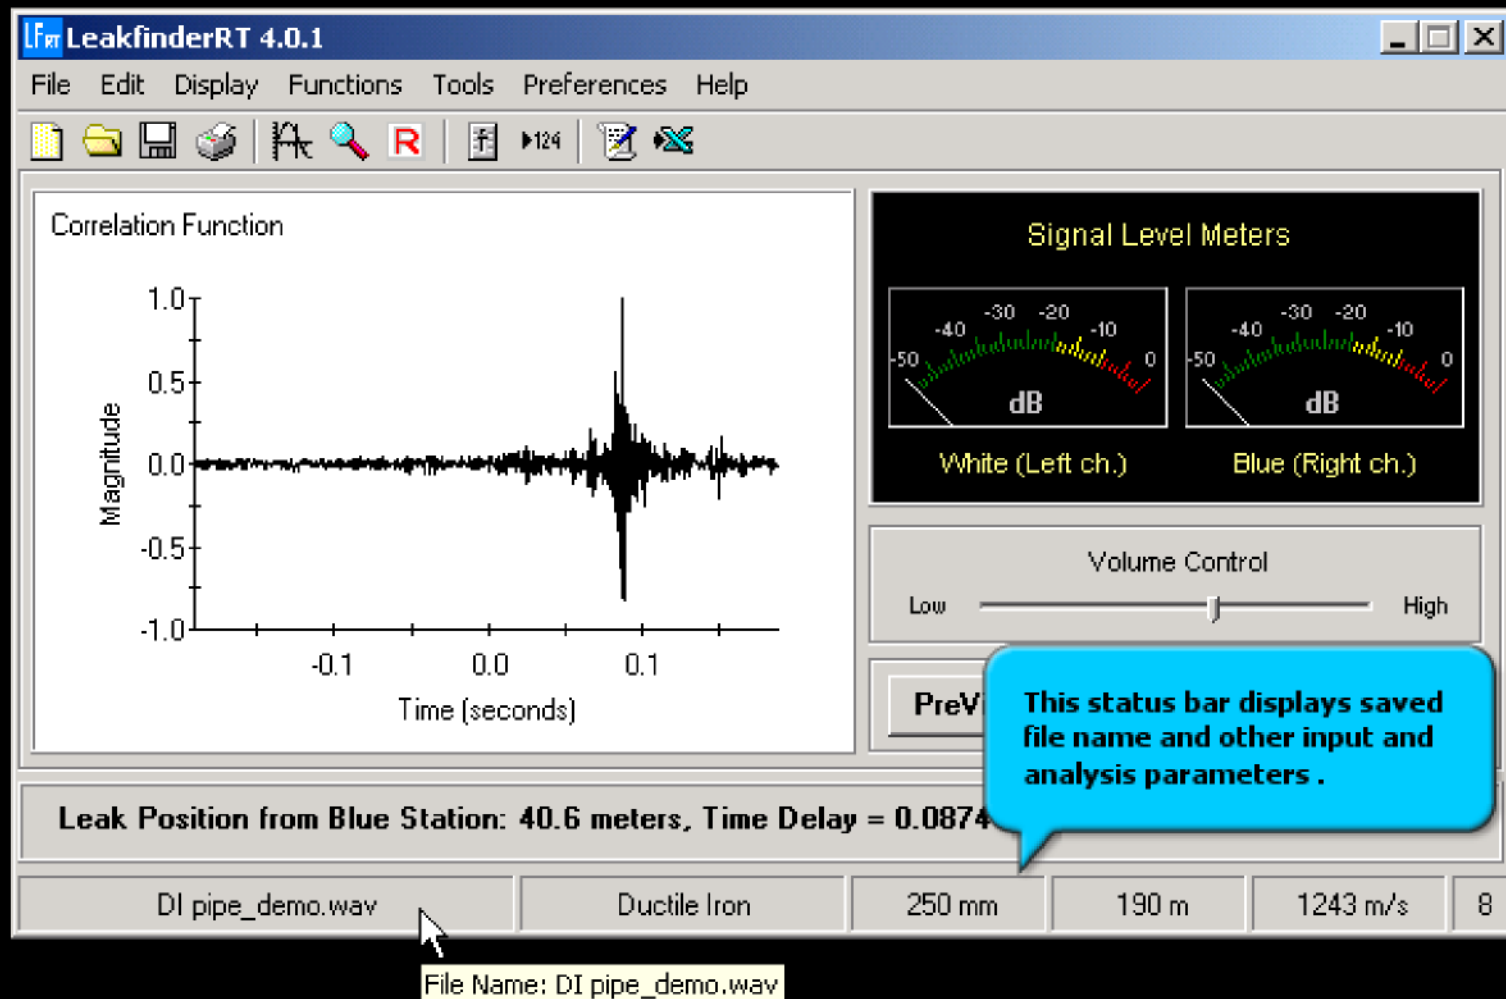 LFRT LeakfinderRT 4.0.1
File Edit Display Functions Tools Preferences Help
R f 124
Correlation Function
1.0
0.5
0.0
-0.5
-1.0
Magnitude
-0.1 0.0 0.1
Time (seconds)
Signal Level Meters
-50 -40 -30 -20 -10 0
dB
White (Left ch.)
-50 -40 -30 -20 -10 0
dB
Blue (Right ch.)
Volume Control
Low High
PreVi
This status bar displays saved
file name and other input and
analysis parameters .
Leak Position from Blue Station: 40.6 meters, Time Delay = 0.0874
DI pipe_demo.wav Ductile Iron 250 mm 190 m 1243 m/s 8
File Name: DI pipe_demo.wav